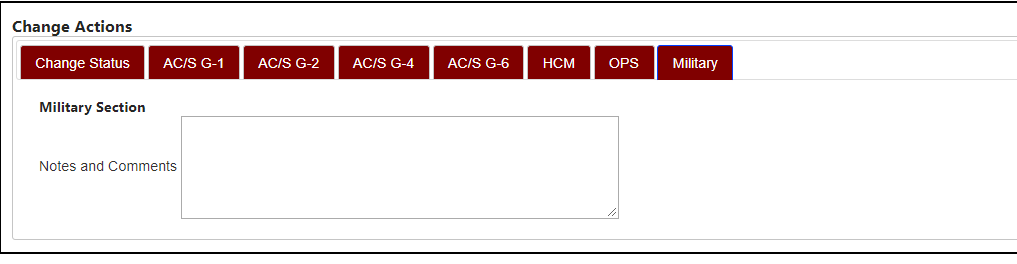 Change Actions
Change Status AC/S G-1 AC/S G-2 AC/S G-4 AC/S G-6 HCM OPS Military
Military Section
Notes and Comments